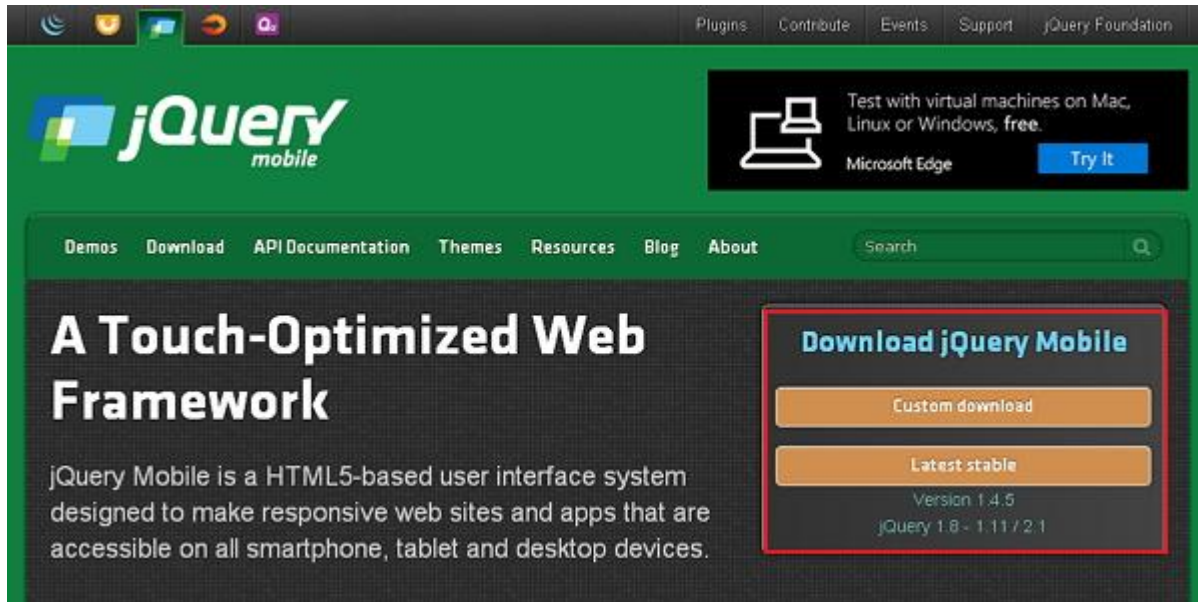 Plugins Contribute Events Support jQuery Foundation
jQuery
mobile
Test with virtual machines on Mac,
Linux or Windows, free.
Microsoft Edge
Try It
Demos Download API Documentation Themes Resources Blog About Search
A Touch-Optimized Web
Framework
jQuery Mobile is a HTML5-based user interface system
designed to make responsive web sites and apps that are
accessible on all smartphone, tablet and desktop devices.
Download jQuery Mobile
Custom download
Latest stable
Version 1.4.5
jQuery 1.8 - 1.11 / 2.1